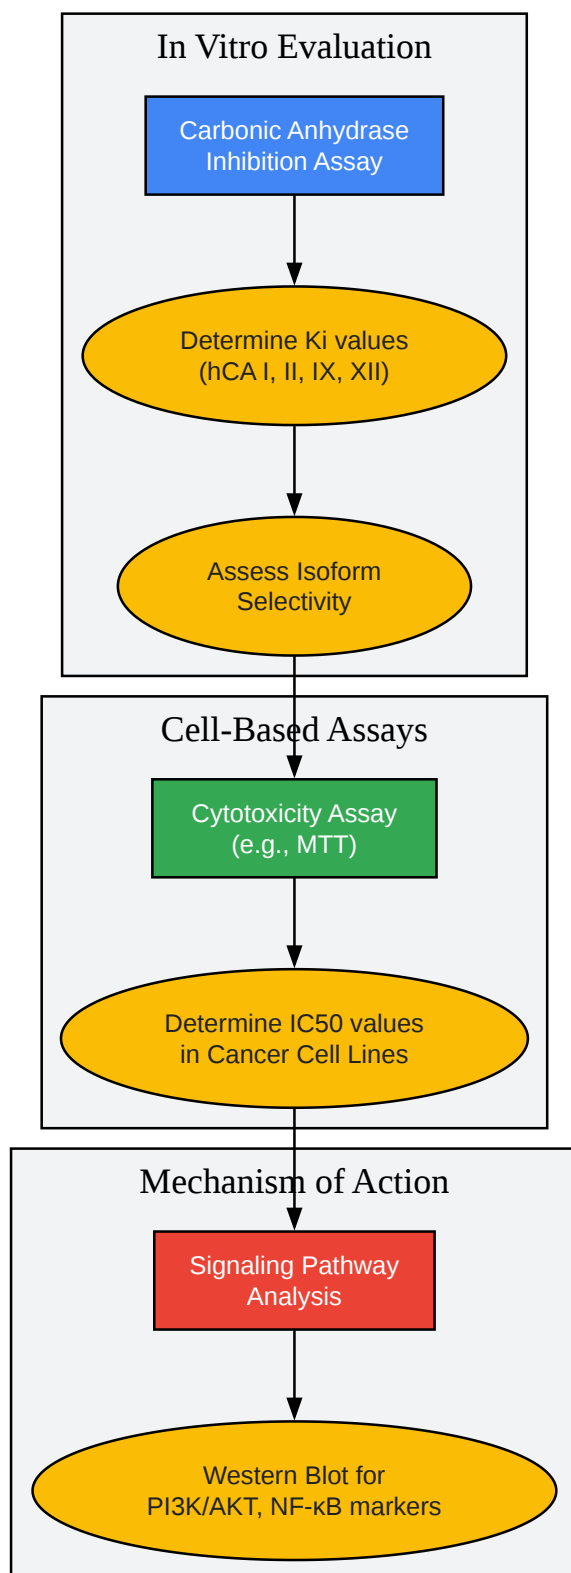 In Vitro Evaluation
Carbonic Anhydrase
Inhibition Assay
Determine Ki values
(hCA I, II, IX, XII)
Assess Isoform
Selectivity
Cell-Based Assays
Cytotoxicity Assay
(e.g., MTT)
Determine IC50 values
in Cancer Cell Lines
Mechanism of Action
Signaling Pathway
Analysis
Western Blot for
PI3K/AKT, NF-κB markers